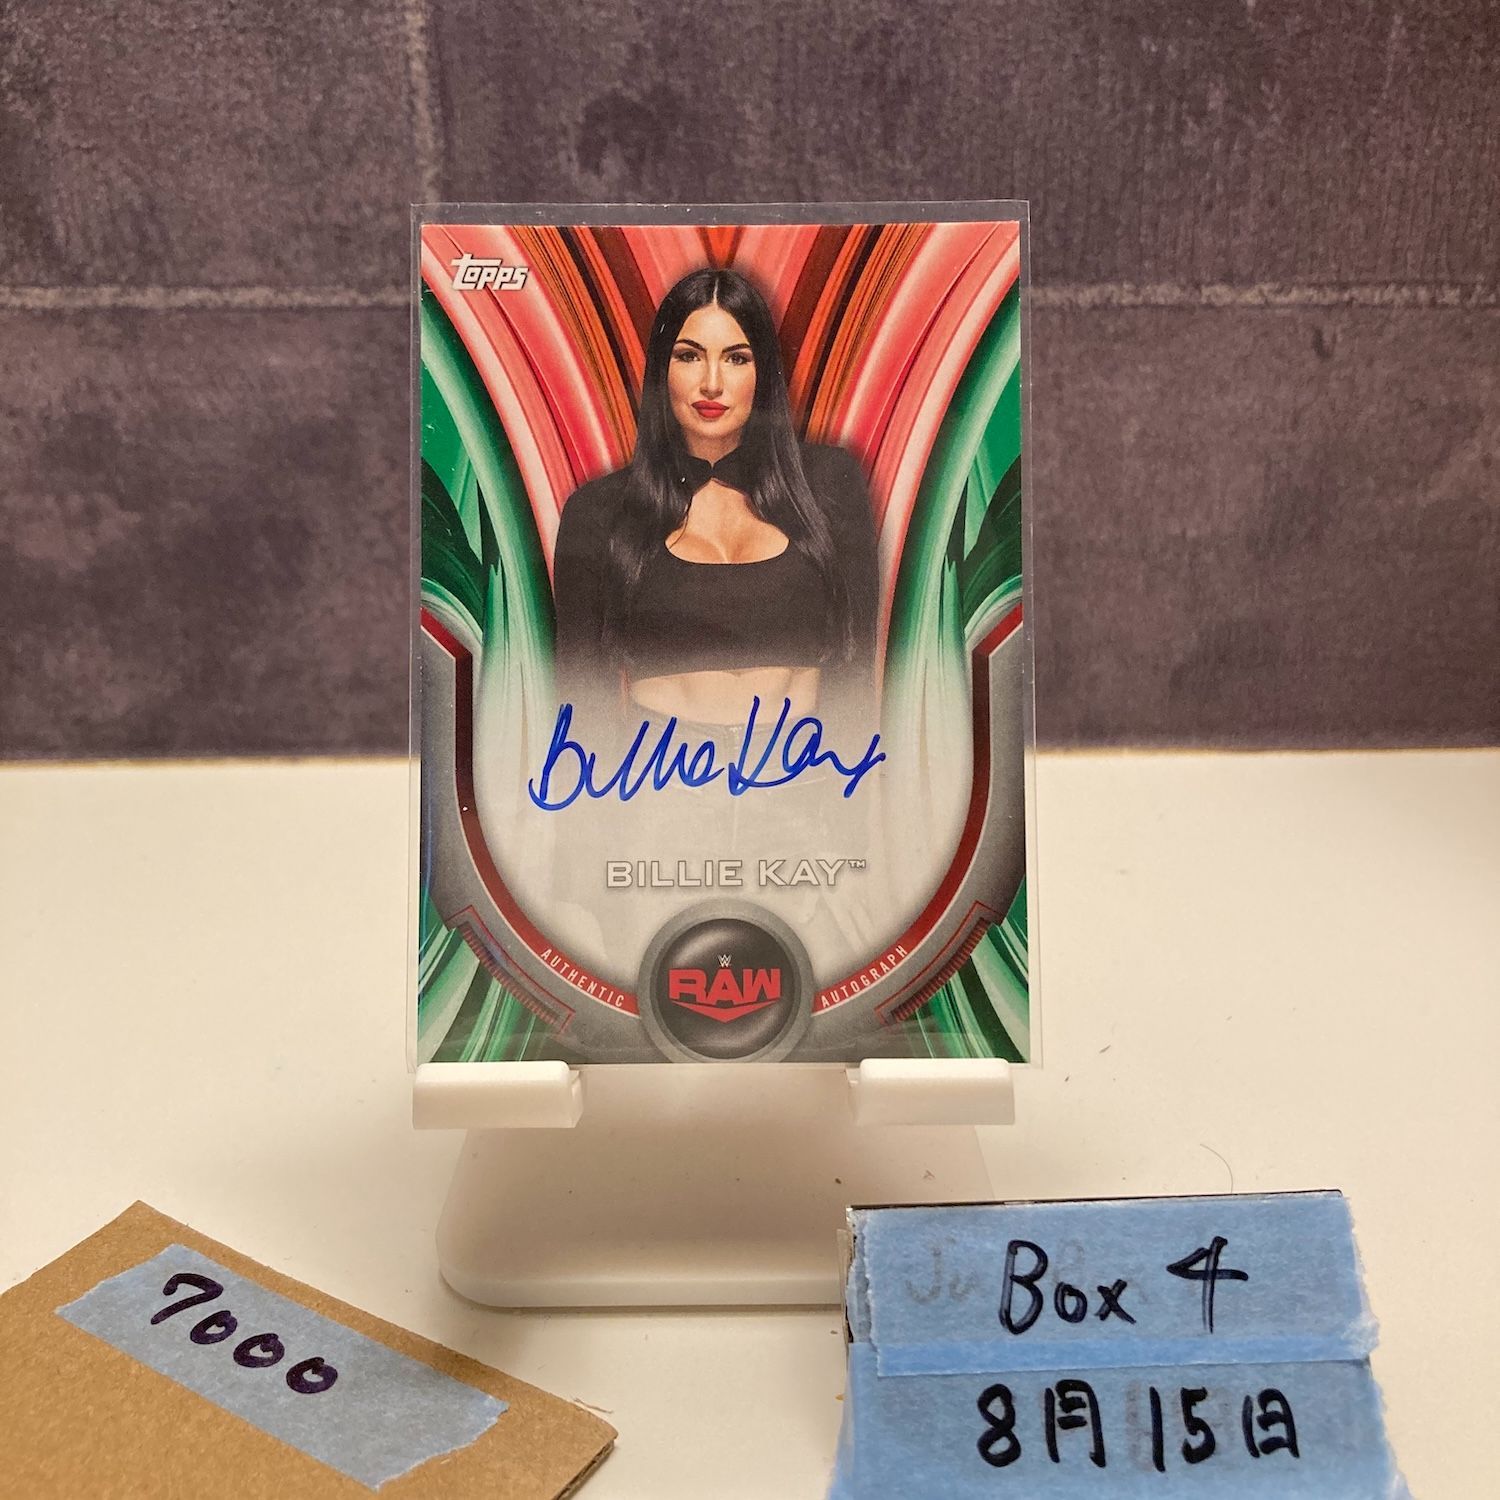 Topps
Billie Kay
BILLIE KAY™
AUTHENTIC
W
RAW
AUTOGRAPH
7000
Box 4
8月15日